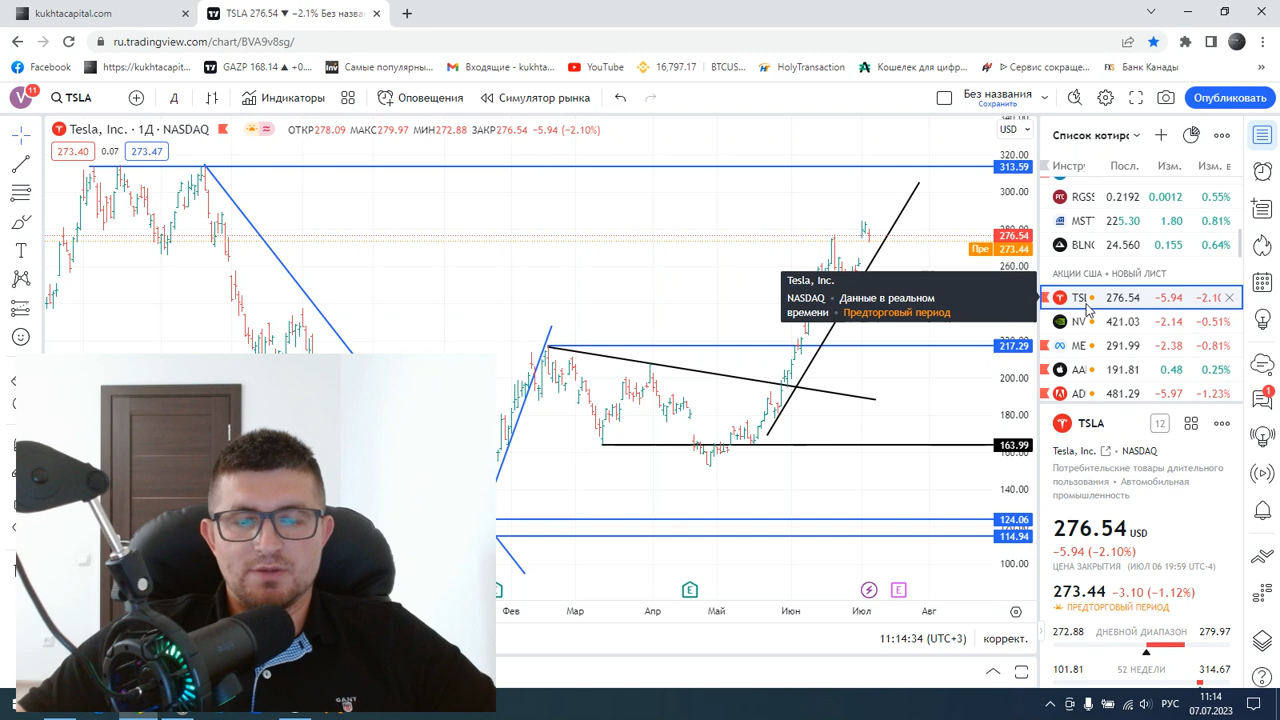 kukhtacapital.com
TSLA 276.54 ▼ −2.1% Без назва
ru.tradingview.com/chart/BVA9v8sg/
Facebook
https://kukhtacapit...
GAZP 168.14 ▲ +0....
Самые популярны...
Входящие - kukhta...
YouTube
16,797.17 | BTCUS...
HolyTransaction
Кошелек для цифр...
▷ Сервис сокраще...
Банк Канады
»
V
11
TSLA
Д
Индикаторы
Оповещения
Симулятор рынка
Без названия
Сохранить
Опубликовать
Tesla, Inc. · 1Д · NASDAQ
ОТКР278.09 МАКС279.97 МИН272.88 ЗАКР276.54 −5.94 (−2.10%)
273.40
0.07
273.47
USD
320.00
313.59
300.00
280.00
276.54
Пре
273.44
260.00
217.29
200.00
180.00
163.99
160.00
140.00
124.06
114.94
100.00
Tesla, Inc.
NASDAQ • Данные в реальном
времени • Предторговый период
E
E
Фев
Мар
Апр
Май
Июн
Июл
Авг
11:14:34 (UTC+3)
коррект.
GANT
Список котиро
Инстр
Посл.
Изм.
Изм. в
RGSS 0.2192 0.0012 0.55%
MSTT 225.30 1.80 0.81%
BLNG 24.560 0.155 0.64%
АКЦИИ США • НОВЫЙ ЛИСТ
TSL 276.54 −5.94 −2.10
NV 421.03 −2.14 −0.51%
ME 291.99 −2.38 −0.81%
AA 191.81 0.48 0.25%
AD 481.29 −5.97 −1.23%
TSLA
12
Tesla, Inc.
NASDAQ
Потребительские товары длительного
пользования • Автомобильная
промышленность
276.54 USD
−5.94 (−2.10%)
ЦЕНА ЗАКРЫТИЯ (ИЮЛ 06 19:59 UTC-4)
273.44 −3.10 (−1.12%)
ПРЕДТОРГОВЫЙ ПЕРИОД
272.88 ДНЕВНОЙ ДИАПАЗОН 279.97
101.81 52 НЕДЕЛИ 314.67
1
РУС
11:14
07.07.2023